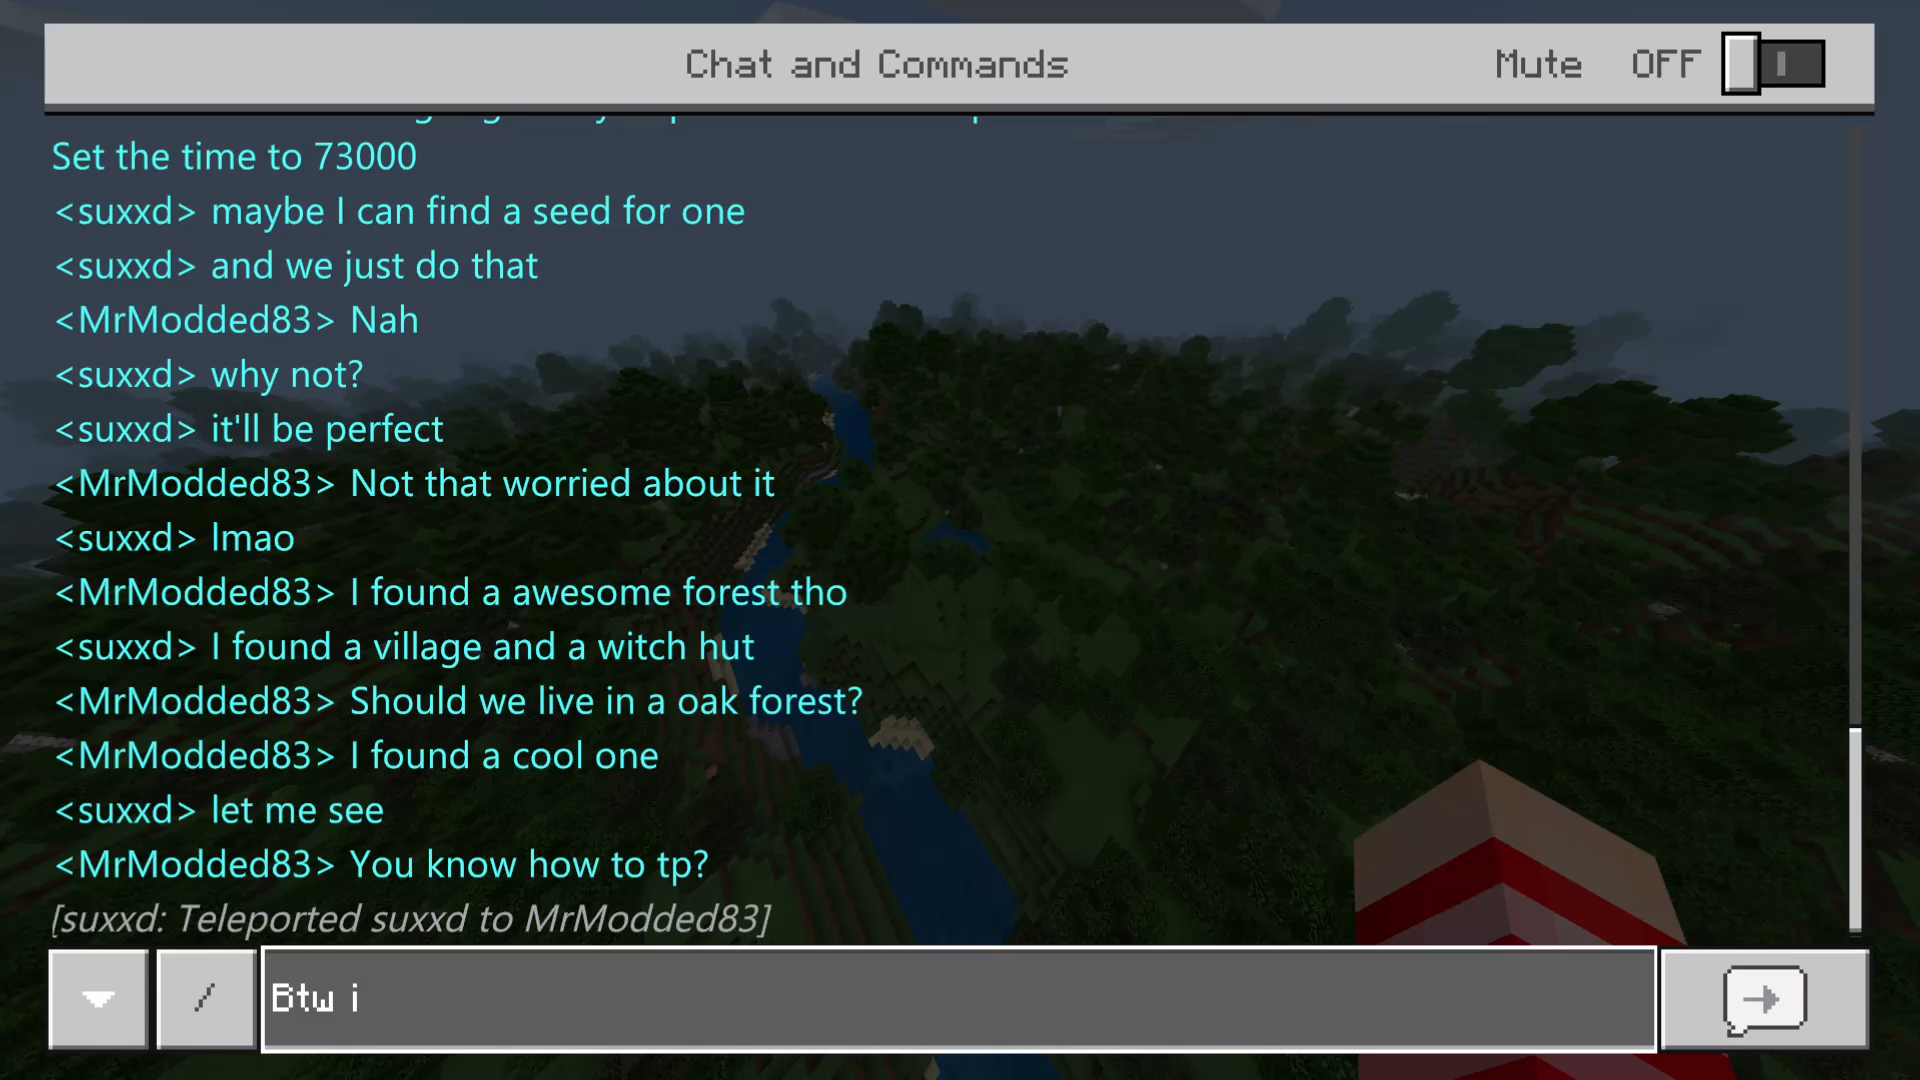 Chat and Commands
Mute OFF
Set the time to 73000
<suxxd> maybe I can find a seed for one
<suxxd> and we just do that
<MrModded83> Nah
<suxxd> why not?
<suxxd> it'll be perfect
<MrModded83> Not that worried about it
<suxxd> lmao
<MrModded83> I found a awesome forest tho
<suxxd> I found a village and a witch hut
<MrModded83> Should we live in a oak forest?
<MrModded83> I found a cool one
<suxxd> let me see
<MrModded83> You know how to tp?
[suxxd: Teleported suxxd to MrModded83]
/ Btw i